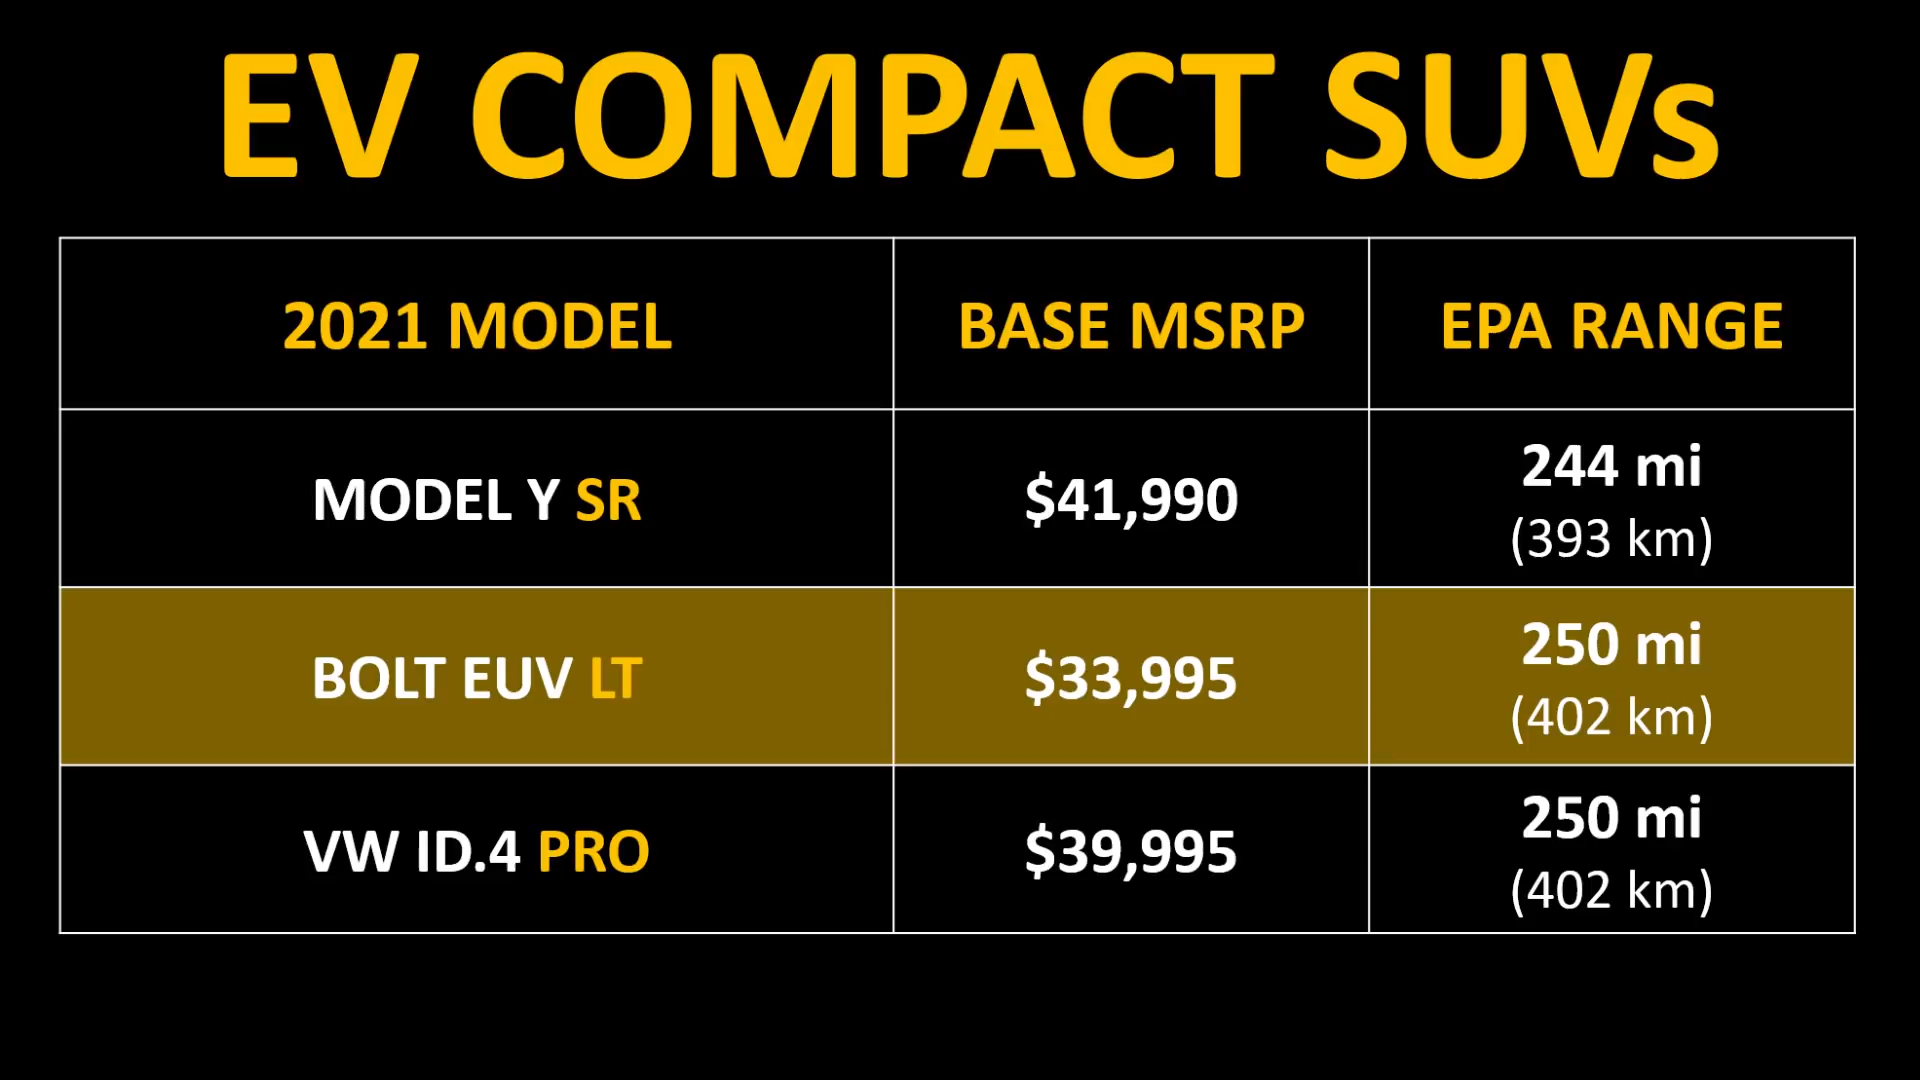 EV COMPACT SUVs
2021 MODEL BASE MSRP EPA RANGE
MODEL Y SR $41,990 244 mi
(393 km)
BOLT EUV LT $33,995 250 mi
(402 km)
VW ID.4 PRO $39,995 250 mi
(402 km)